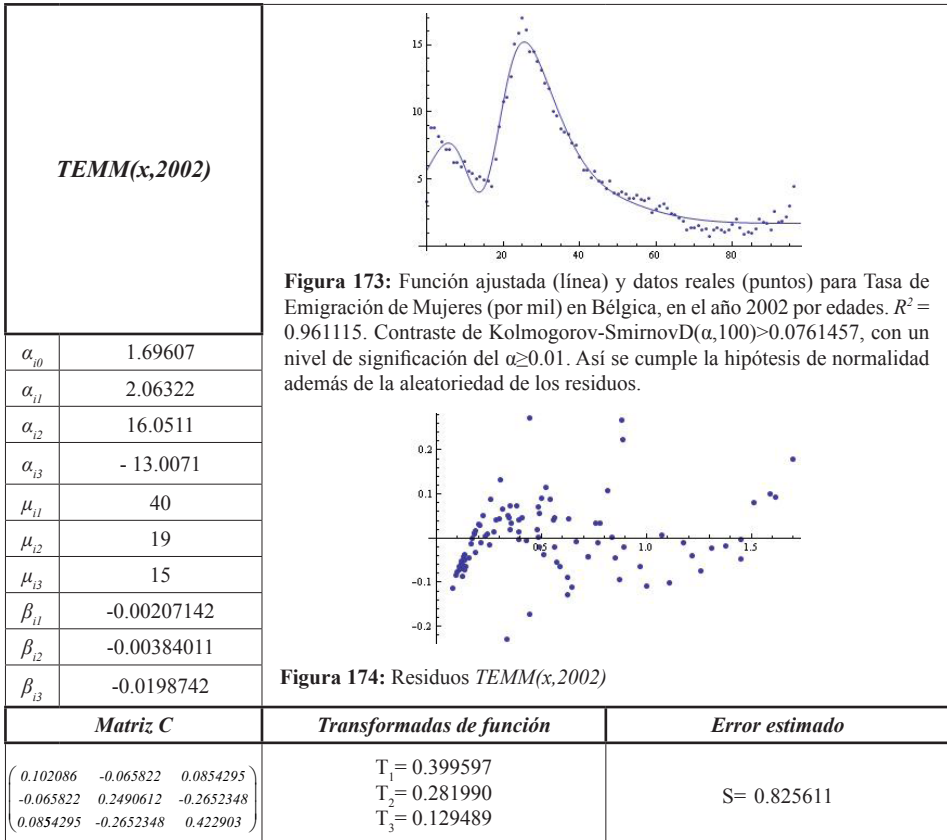 TEMM(x,2002)
15
10
5
20 40 60 80
Figura 173: Función ajustada (línea) y datos reales (puntos) para Tasa de
Emigración de Mujeres (por mil) en Bélgica, en el año 2002 por edades. R² =
0.961115. Contraste de Kolmogorov-SmirnovD(α,100)>0.0761457, con un
nivel de significación del α≥0.01. Así se cumple la hipótesis de normalidad
además de la aleatoriedad de los residuos.
α_i0 1.69607
α_i1 2.06322
α_i2 16.0511
α_i3 - 13.0071
μ_i1 40
μ_i2 19
μ_i3 15
β_i1 -0.00207142
β_i2 -0.00384011
β_i3 -0.0198742
0.2
0.1
0.5 1.0 1.5
-0.1
-0.2
Figura 174: Residuos TEMM(x,2002)
Matriz C Transformadas de función Error estimado
0.102086 -0.065822 0.0854295
-0.065822 0.2490612 -0.2652348
0.0854295 -0.2652348 0.422903
T₁= 0.399597
T₂= 0.281990
T₃= 0.129489
S= 0.825611